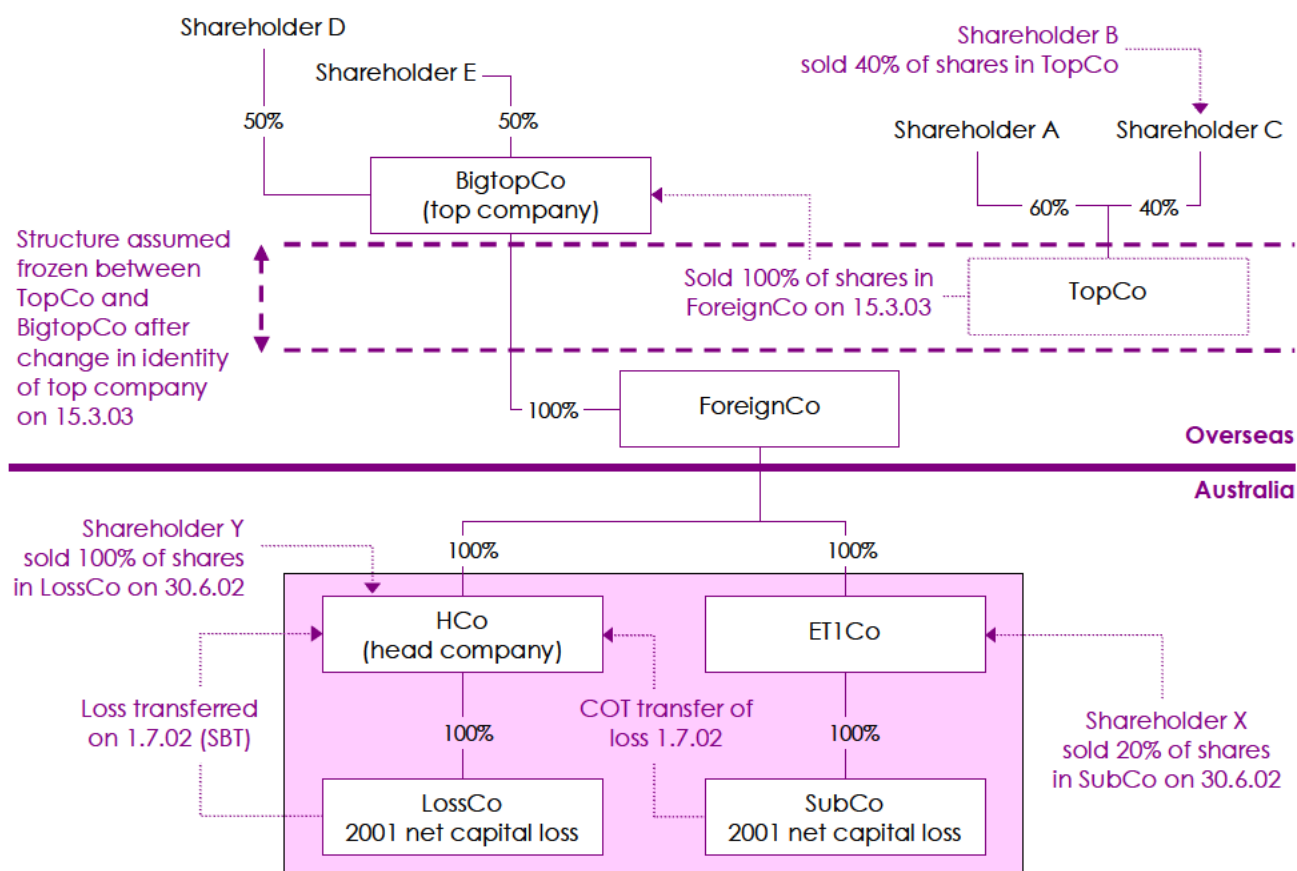 Shareholder D
Shareholder E
50%
50%
BigtopCo
(top company)
Shareholder B
sold 40% of shares in TopCo
Shareholder A
Shareholder C
60%
40%
Structure assumed
frozen between
TopCo and
BigtopCo after
change in identity
of top company
on 15.3.03
Sold 100% of shares in
ForeignCo on 15.3.03
TopCo
100%
ForeignCo
Overseas
Australia
Shareholder Y
sold 100% of shares
in LossCo on 30.6.02
100%
100%
HCo
(head company)
ET1Co
Loss transferred
on 1.7.02 (SBT)
100%
COT transfer of
loss 1.7.02
100%
Shareholder X
sold 20% of shares
in SubCo on 30.6.02
LossCo
2001 net capital loss
SubCo
2001 net capital loss